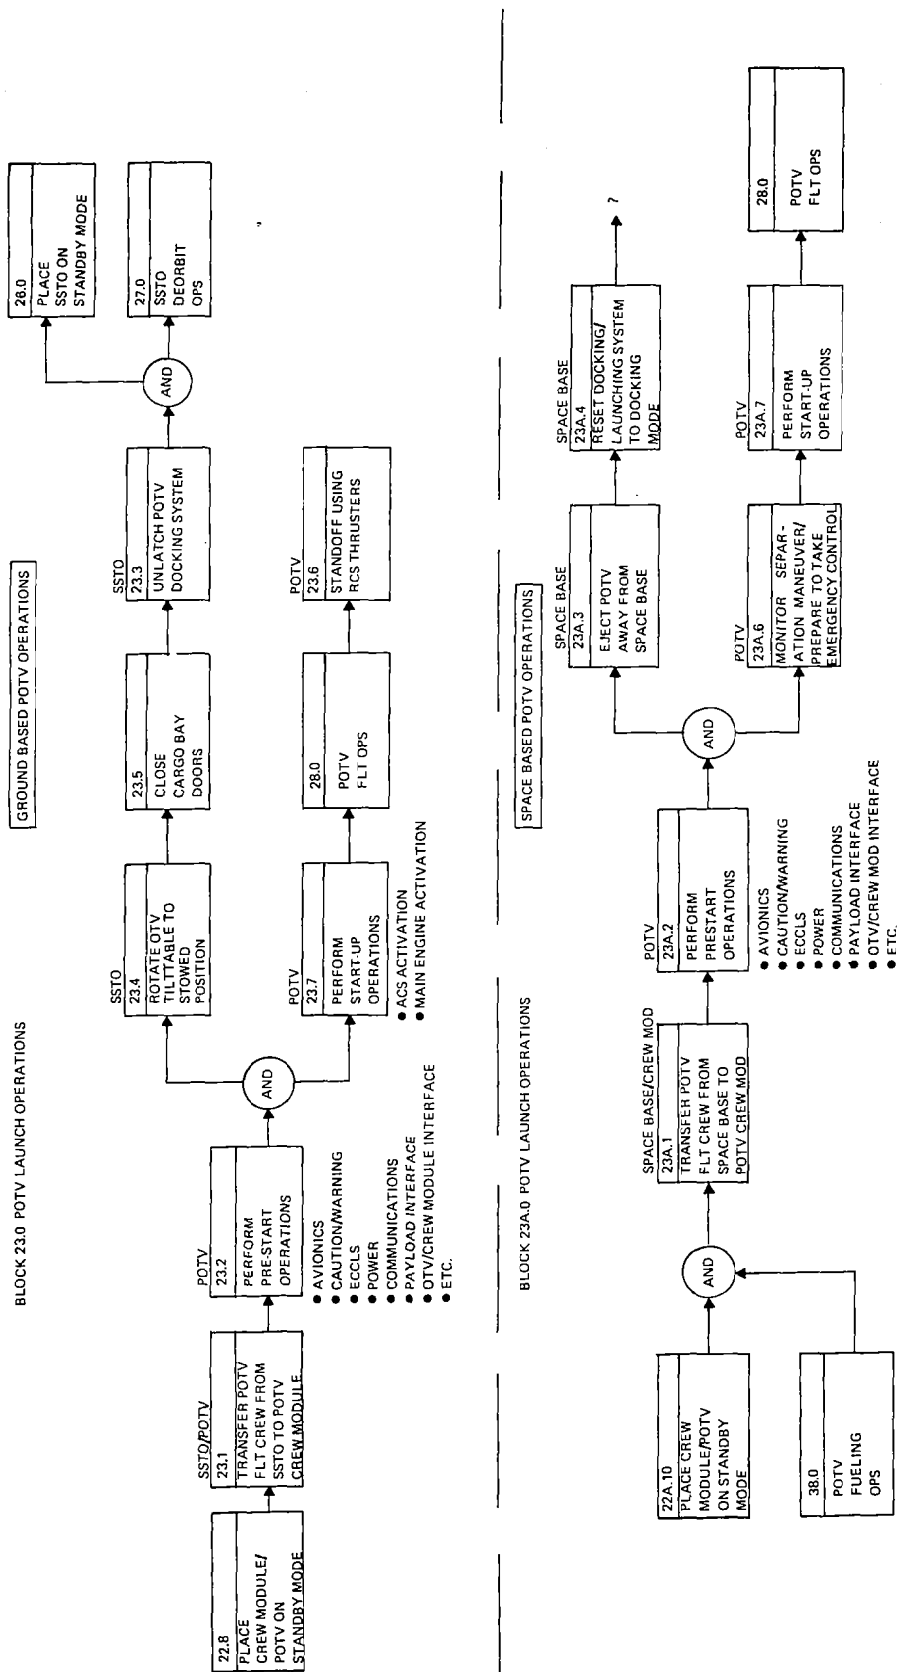 GROUND BASED POTV OPERATIONS
BLOCK 23.0 POTV LAUNCH OPERATIONS
22.8
PLACE
CREW MODULE/
POTV ON
STANDBY MODE
SSTO/POTV
23.1
TRANSFER POTV
FLT CREW FROM
SSTO TO POTV
CREW MODULE
POTV
23.2
PERFORM
PRE-START
OPERATIONS
● AVIONICS
● CAUTION/WARNING
● ECCLS
● POWER
● COMMUNICATIONS
● PAYLOAD INTERFACE
● OTV/CREW MODULE INTERFACE
● ETC.
AND
SSTO
23.4
ROTATE OTV
TILTTABLE TO
STOWED
POSITION
23.5
CLOSE
CARGO BAY
DOORS
SSTO
23.3
UNLATCH POTV
DOCKING SYSTEM
AND
26.0
PLACE
SSTO ON
STANDBY MODE
27.0
SSTO
DEORBIT
OPS
POTV
23.7
PERFORM
START-UP
OPERATIONS
● ACS ACTIVATION
● MAIN ENGINE ACTIVATION
28.0
POTV
FLT OPS
POTV
23.6
STANDOFF USING
RCS THRUSTERS
SPACE BASED POTV OPERATIONS
BLOCK 23A.0 POTV LAUNCH OPERATIONS
22A.10
PLACE CREW
MODULE/POTV
ON STANDBY
MODE
38.0
POTV
FUELING
OPS
AND
SPACE BASE/CREW MOD
23A.1
TRANSFER POTV
FLT CREW FROM
SPACE BASE TO
POTV CREW MOD
POTV
23A.2
PERFORM
PRESTART
OPERATIONS
● AVIONICS
● CAUTION/WARNING
● ECCLS
● POWER
● COMMUNICATIONS
● PAYLOAD INTERFACE
● OTV/CREW MOD INTERFACE
● ETC.
AND
SPACE BASE
23A.3
EJECT POTV
AWAY FROM
SPACE BASE
SPACE BASE
23A.4
RESET DOCKING/
LAUNCHING SYSTEM
TO DOCKING
MODE
?
POTV
23A.6
MONITOR SEPAR-
ATION MANEUVER/
PREPARE TO TAKE
EMERGENCY CONTROL
POTV
23A.7
PERFORM
START-UP
OPERATIONS
28.0
POTV
FLT OPS